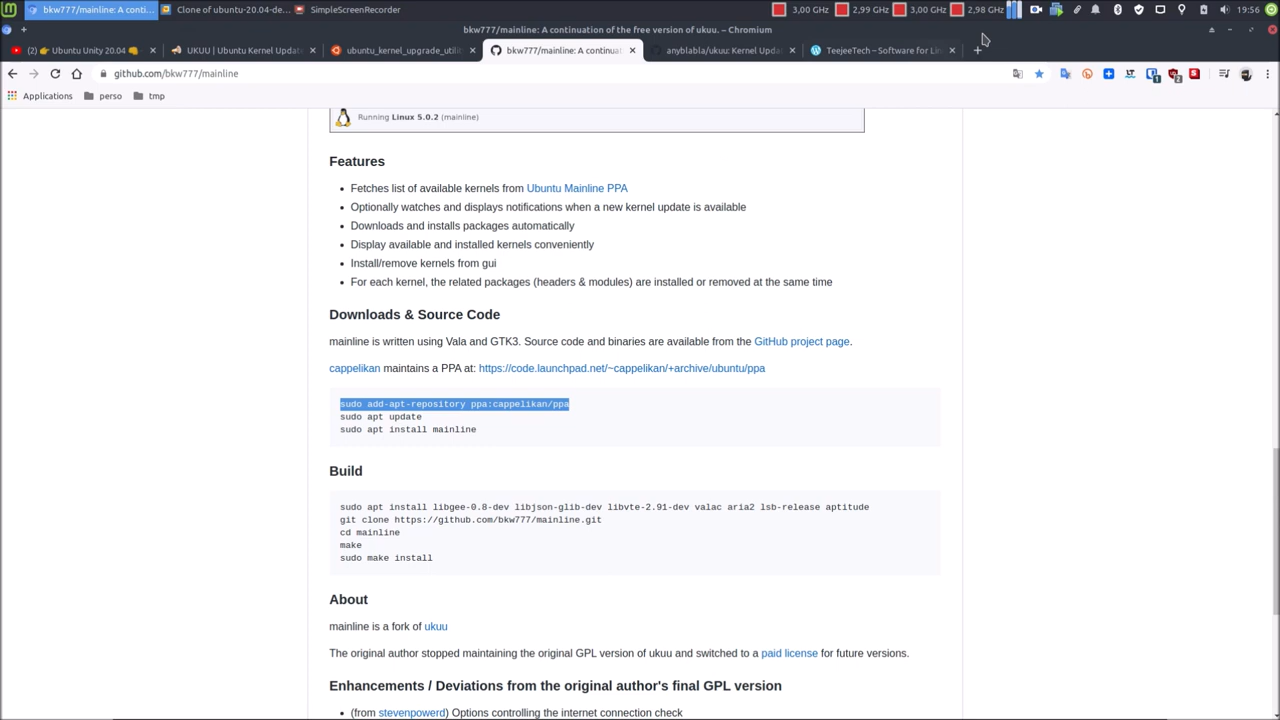 bkw777/mainline: A conti...
Clone of ubuntu-20.04-de...
SimpleScreenRecorder
3,00 GHz
2,99 GHz
3,00 GHz
2,98 GHz
19:56
bkw777/mainline: A continuation of the free version of ukuu. – Chromium
(2) 👉 Ubuntu Unity 20.04
UKUU | Ubuntu Kernel Updat
ubuntu_kernel_upgrade_utili
bkw777/mainline: A continua
anyblabla/ukuu: Kernel Upda
TeejeeTech – Software for Lin
github.com/bkw777/mainline
Applications
perso
tmp
Running Linux 5.0.2 (mainline)
Features
• Fetches list of available kernels from Ubuntu Mainline PPA
• Optionally watches and displays notifications when a new kernel update is available
• Downloads and installs packages automatically
• Display available and installed kernels conveniently
• Install/remove kernels from gui
• For each kernel, the related packages (headers & modules) are installed or removed at the same time
Downloads & Source Code
mainline is written using Vala and GTK3. Source code and binaries are available from the GitHub project page.
cappelikan maintains a PPA at: https://code.launchpad.net/~cappelikan/+archive/ubuntu/ppa
sudo add-apt-repository ppa:cappelikan/ppa
sudo apt update
sudo apt install mainline
Build
sudo apt install libgee-0.8-dev libjson-glib-dev libvte-2.91-dev valac aria2 lsb-release aptitude
git clone https://github.com/bkw777/mainline.git
cd mainline
make
sudo make install
About
mainline is a fork of ukuu
The original author stopped maintaining the original GPL version of ukuu and switched to a paid license for future versions.
Enhancements / Deviations from the original author's final GPL version
• (from stevenpowerd) Options controlling the internet connection check